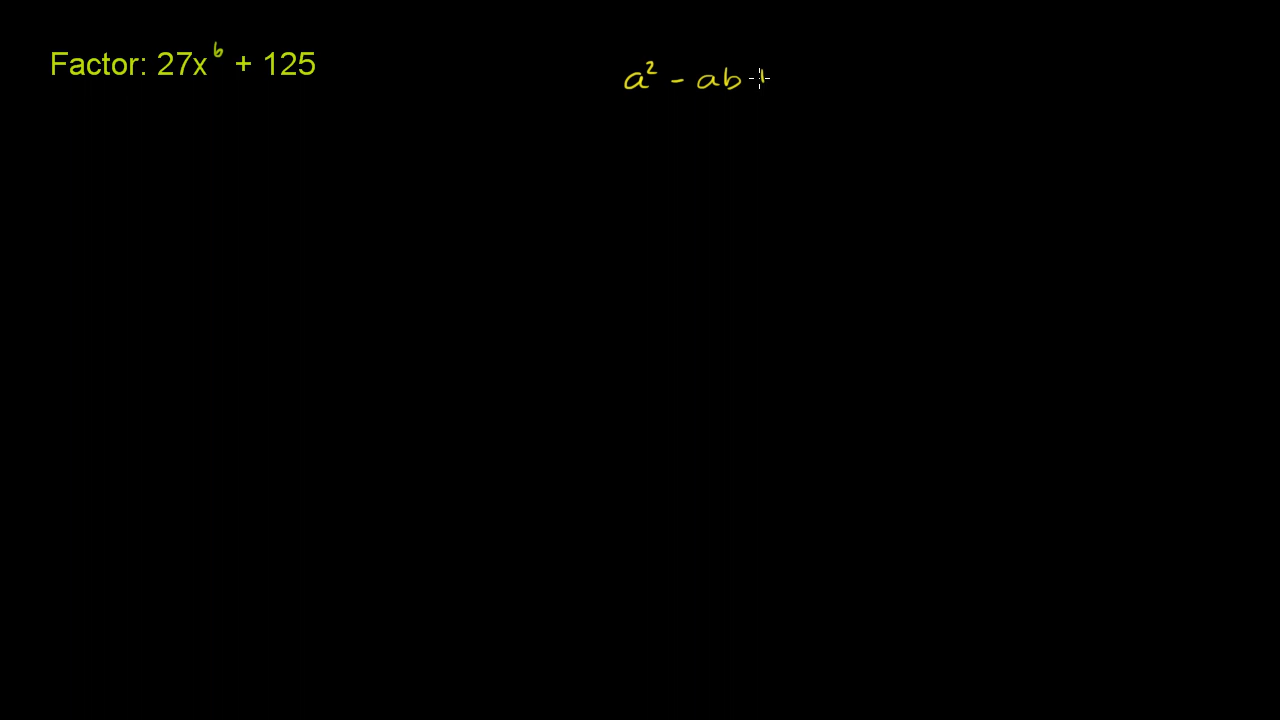 Factor: 27x⁶ + 125
a² - ab +